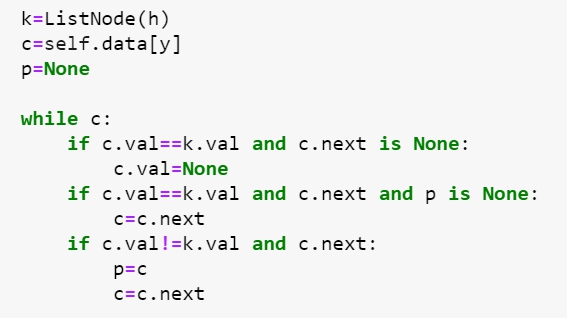 k=ListNode(h)
c=self.data[y]
p=None

while c:
    if c.val==k.val and c.next is None:
        c.val=None
    if c.val==k.val and c.next and p is None:
        c=c.next
    if c.val!=k.val and c.next:
        p=c
        c=c.next